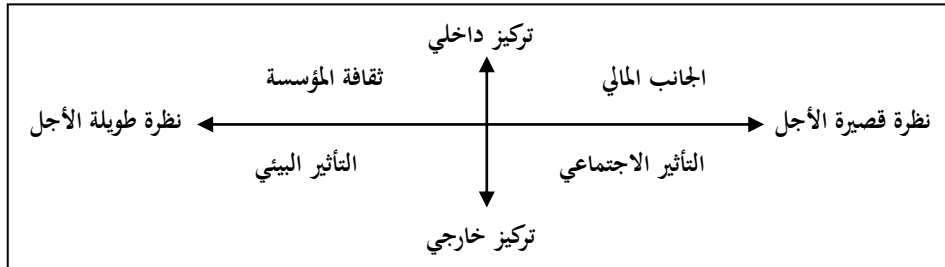 تركيز داخلي
الجانب المالي
ثقافة المؤسسة
نظرة قصيرة الأجل
نظرة طويلة الأجل
التأثير الاجتماعي
التأثير البيئي
تركيز خارجي